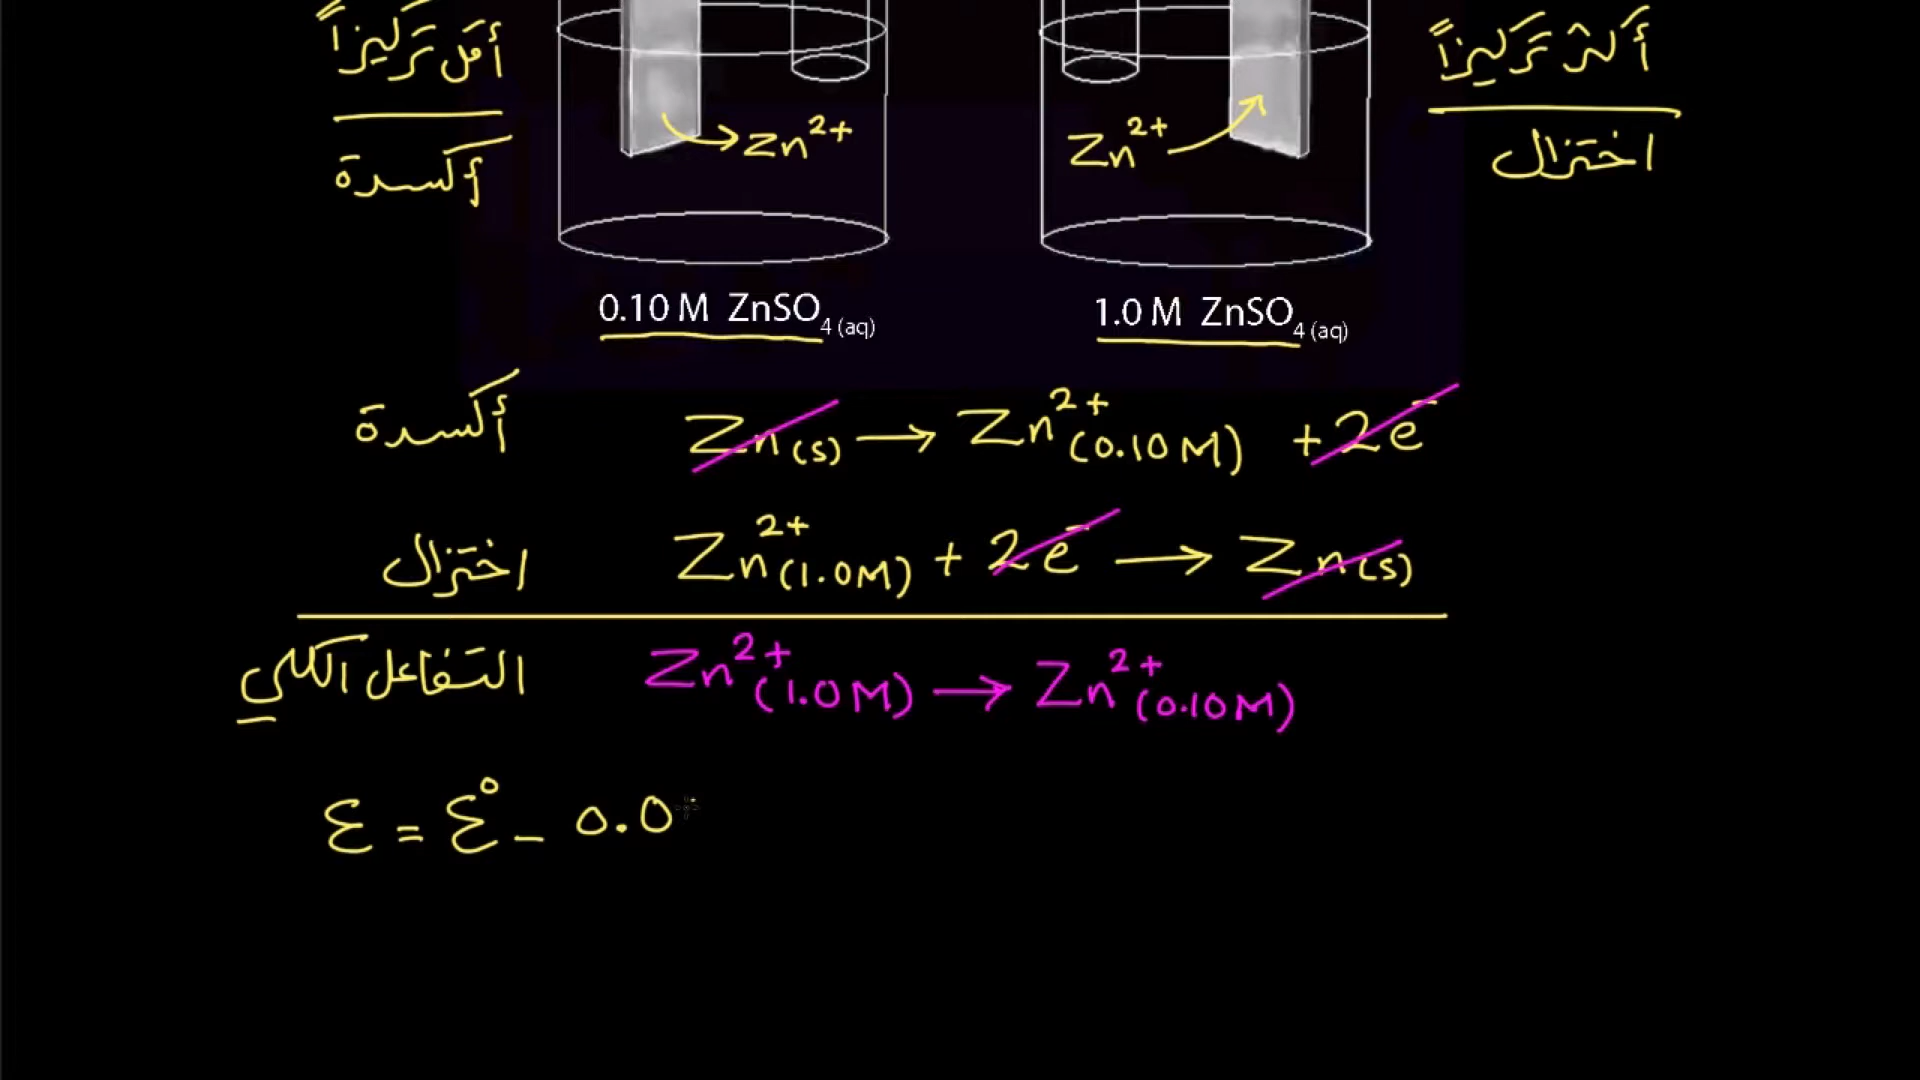 أقل تركيزاً
أكثر تركيزاً
أكسدة
اختزال
Zn²⁺
Zn²⁺
0.10 M ZnSO₄ (aq)
1.0 M ZnSO₄ (aq)
أكسدة Zn(s) → Zn²⁺(0.10M) + 2e⁻
اختزال Zn²⁺(1.0M) + 2e⁻ → Zn(s)
التفاعل الكلي Zn²⁺(1.0M) → Zn²⁺(0.10M)
Ɛ = Ɛ° - 0.0